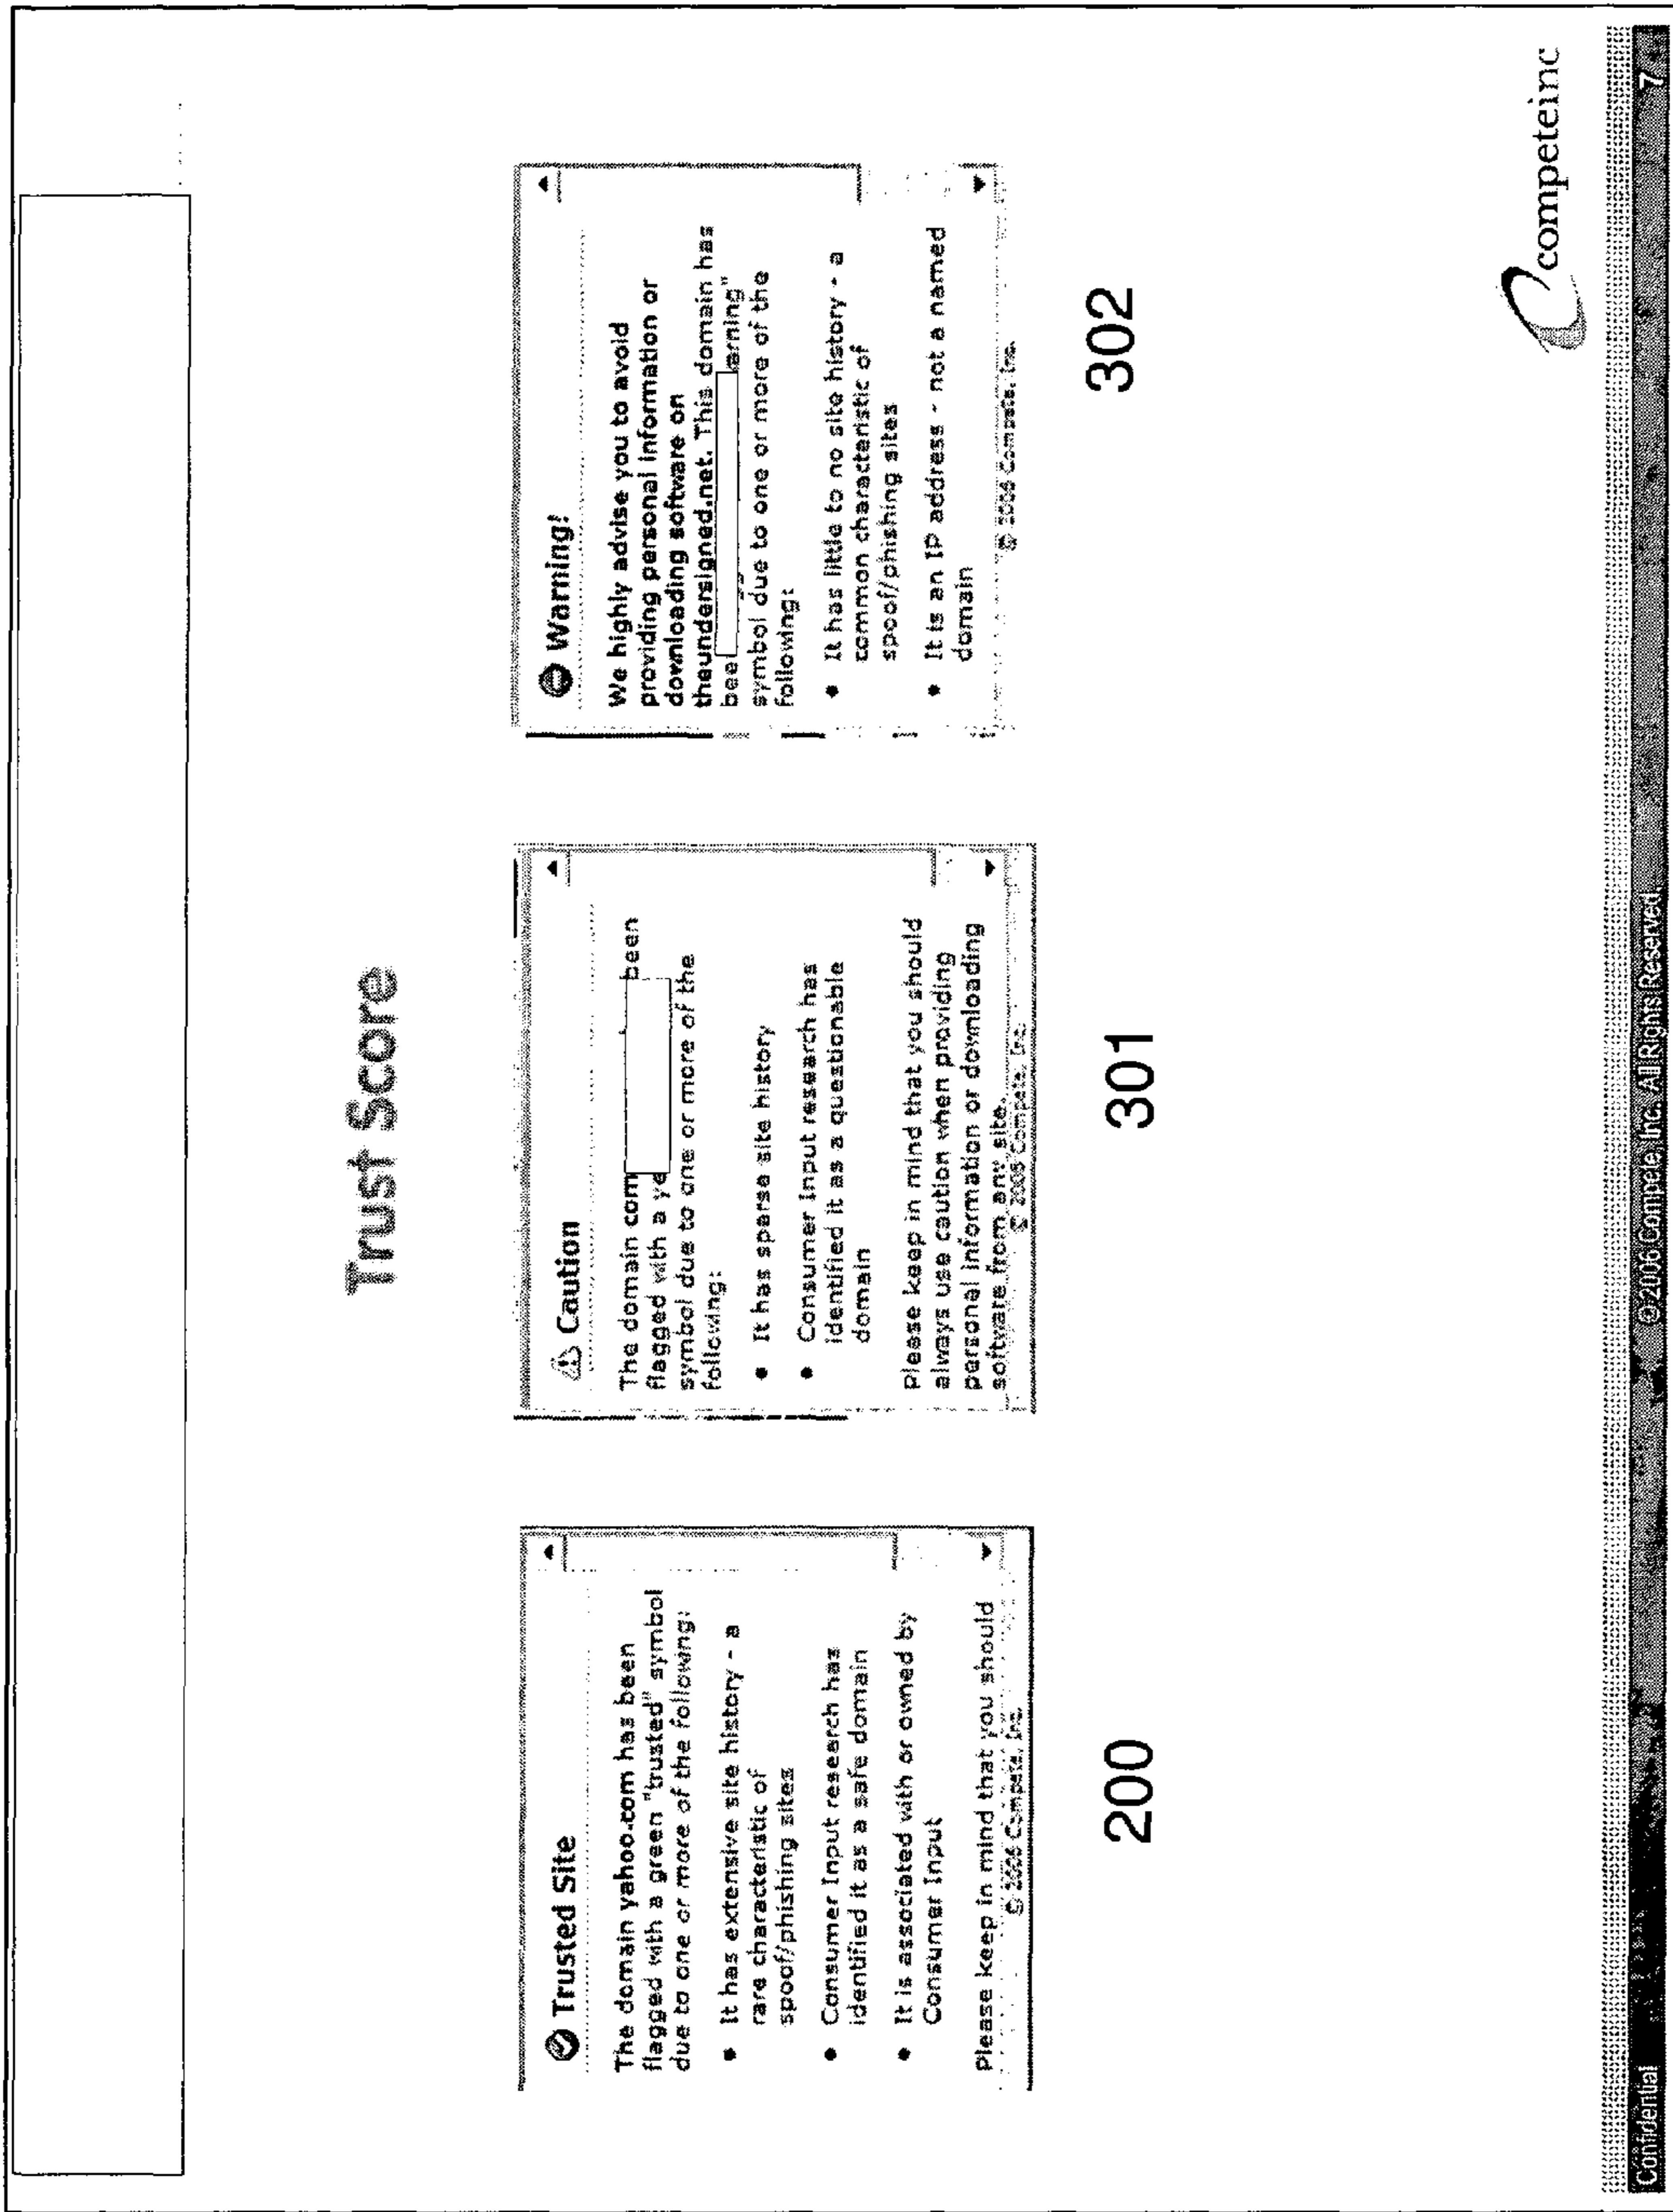 Trust Score
Trusted Site
The domain yahoo.com has been
flagged with a green "trusted" symbol
due to one or more of the following:
• It has extensive site history - a
rare characteristic of
spoof/phishing sites
• Consumer Input research has
identified it as a safe domain
• It is associated with or owned by
Consumer Input
Please keep in mind that you should
© 2006 Compete, Inc.
200
Caution
The domain com been
flagged with a ye
symbol due to one or more of the
following:
• It has sparse site history
• Consumer Input research has
identified it as a questionable
domain
Please keep in mind that you should
always use caution when providing
personal information or downloading
software from any site.
© 2006 Compete, Inc.
301
Warning!
We highly advise you to avoid
providing personal information or
downloading software on
theundersigned.net. This domain has
bee arning"
symbol due to one or more of the
following:
• It has little to no site history - a
common characteristic of
spoof/phishing sites
• It is an IP address - not a named
domain
© 2006 Compete, Inc.
302
competeinc
Confidential ©2006 Compete, Inc. All Rights Reserved. 7